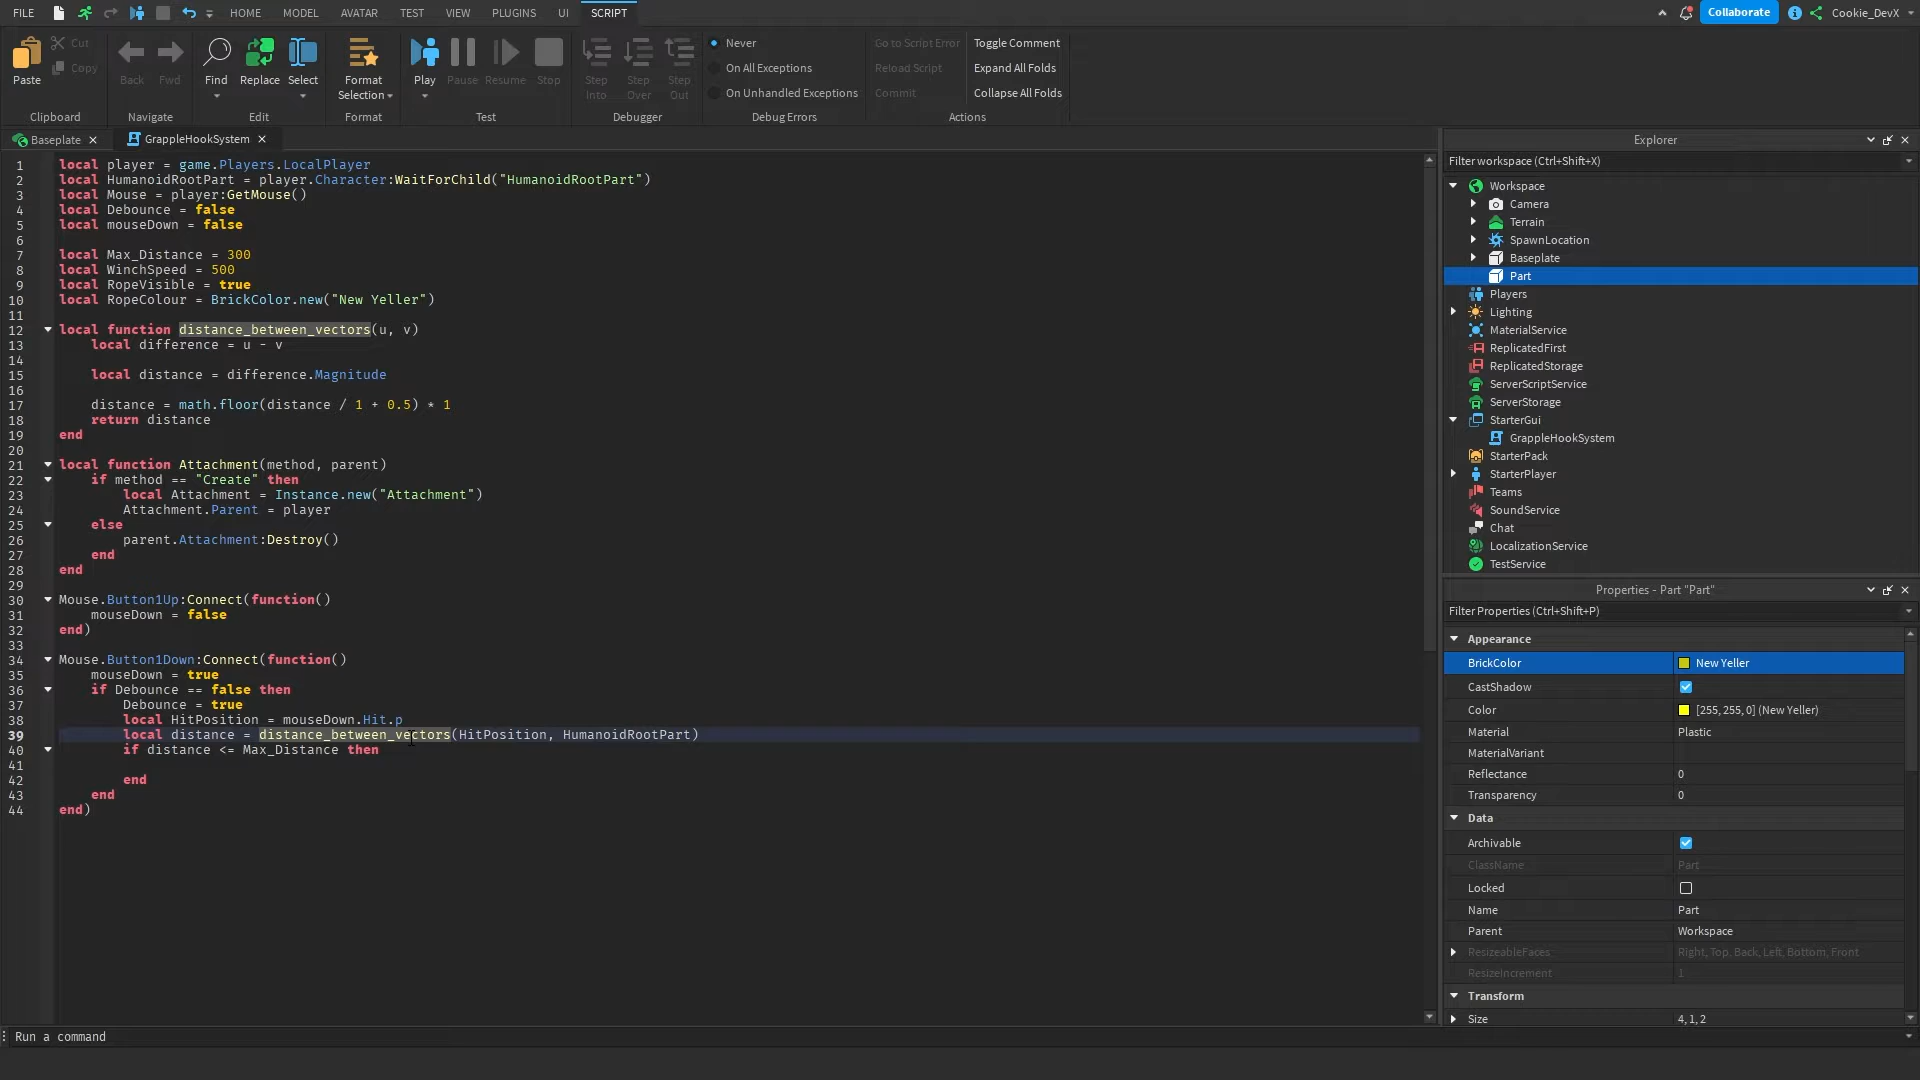 FILE HOME MODEL AVATAR TEST VIEW PLUGINS UI SCRIPT Collaborate Cookie_DevX
Paste Cut Copy
Back Fwd
Find Replace Select
Format Selection
Play Pause Resume Stop
Step Into Step Over Step Out
Never
On All Exceptions
On Unhandled Exceptions
Go to Script Error
Reload Script
Commit
Toggle Comment
Expand All Folds
Collapse All Folds
Clipboard Navigate Edit Format Test Debugger Debug Errors Actions
Baseplate GrappleHookSystem
1 local player = game.Players.LocalPlayer
2 local HumanoidRootPart = player.Character:WaitForChild("HumanoidRootPart")
3 local Mouse = player:GetMouse()
4 local Debounce = false
5 local mouseDown = false
6
7 local Max_Distance = 300
8 local WinchSpeed = 500
9 local RopeVisible = true
10 local RopeColour = BrickColor.new("New Yeller")
11
12 local function distance_between_vectors(u, v)
13 local difference = u - v
14
15 local distance = difference.Magnitude
16
17 distance = math.floor(distance / 1 + 0.5) * 1
18 return distance
19 end
20
21 local function Attachment(method, parent)
22 if method == "Create" then
23 local Attachment = Instance.new("Attachment")
24 Attachment.Parent = player
25 else
26 parent.Attachment:Destroy()
27 end
28 end
29
30 Mouse.Button1Up:Connect(function()
31 mouseDown = false
32 end)
33
34 Mouse.Button1Down:Connect(function()
35 mouseDown = true
36 if Debounce == false then
37 Debounce = true
38 local HitPosition = mouseDown.Hit.p
39 local distance = distance_between_vectors(HitPosition, HumanoidRootPart)
40 if distance <= Max_Distance then
41
42 end
43 end
44 end)
Explorer
Filter workspace (Ctrl+Shift+X)
Workspace
Camera
Terrain
SpawnLocation
Baseplate
Part
Players
Lighting
MaterialService
ReplicatedFirst
ReplicatedStorage
ServerScriptService
ServerStorage
StarterGui
GrappleHookSystem
StarterPack
StarterPlayer
Teams
SoundService
Chat
LocalizationService
TestService
Properties - Part "Part"
Filter Properties (Ctrl+Shift+P)
Appearance
BrickColor New Yeller
CastShadow
Color [255, 255, 0] (New Yeller)
Material Plastic
MaterialVariant
Reflectance 0
Transparency 0
Data
Archivable
ClassName Part
Locked
Name Part
Parent Workspace
ResizeableFaces Right, Top, Back, Left, Bottom, Front
ResizeIncrement 1
Transform
Size 4, 1, 2
Run a command